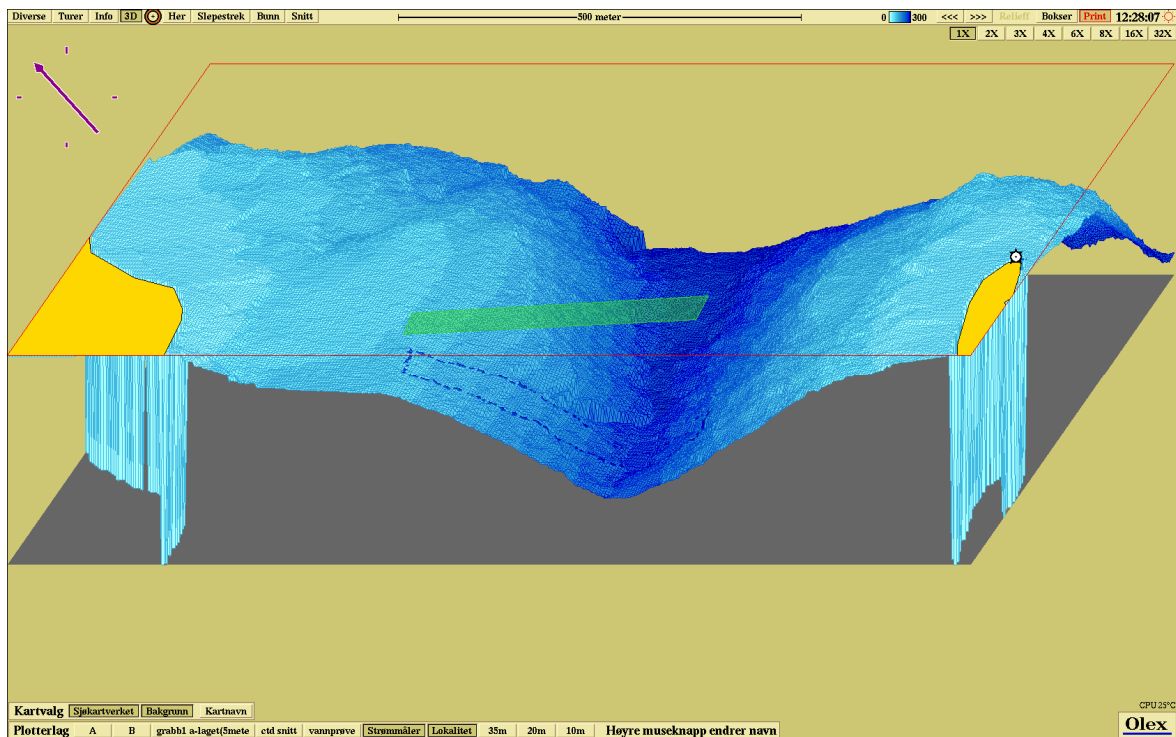 Diverse Turer Info 3D Her Slepestrek Bunn Snitt 500 meter 0 300 <<< >>> Relieff Bokser Print 12:28:07
1X 2X 3X 4X 6X 8X 16X 32X
CPU 25°C
Kartvalg Sjøkartverket Bakgrunn Kartnavn
Plotterlag A B grabb1 a-laget(5mete ctd snitt vannprøve Strømmåler Lokalitet 35m 20m 10m Høyre museknapp endrer navn
Olex